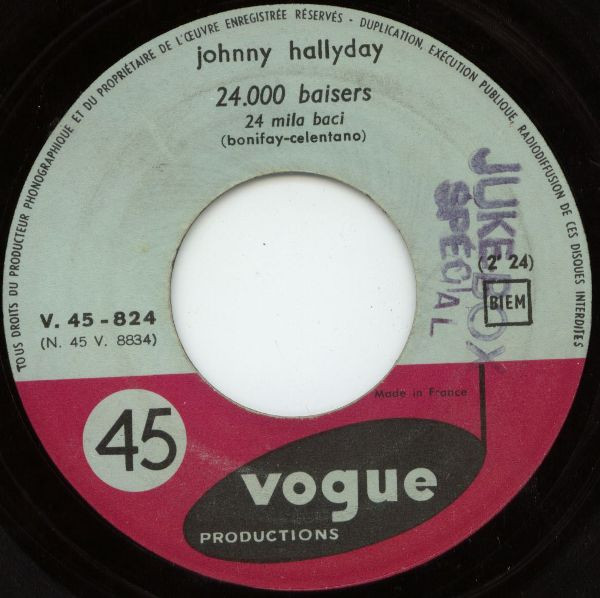 TOUS DROITS DU PRODUCTEUR PHONOGRAPHIQUE ET DU PROPRIÉTAIRE DE L'ŒUVRE ENREGISTRÉE RÉSERVÉS - DUPLICATION, EXÉCUTION PUBLIQUE, RADIODIFFUSION DE CES DISQUES INTERDITES
johnny hallyday
24.000 baisers
24 mila baci
(bonifay-celentano)
JUKE BOX
SPECIAL
(2' 24)
BIEM
V. 45-824
(N. 45 V. 8834)
Made in France
45
vogue
PRODUCTIONS